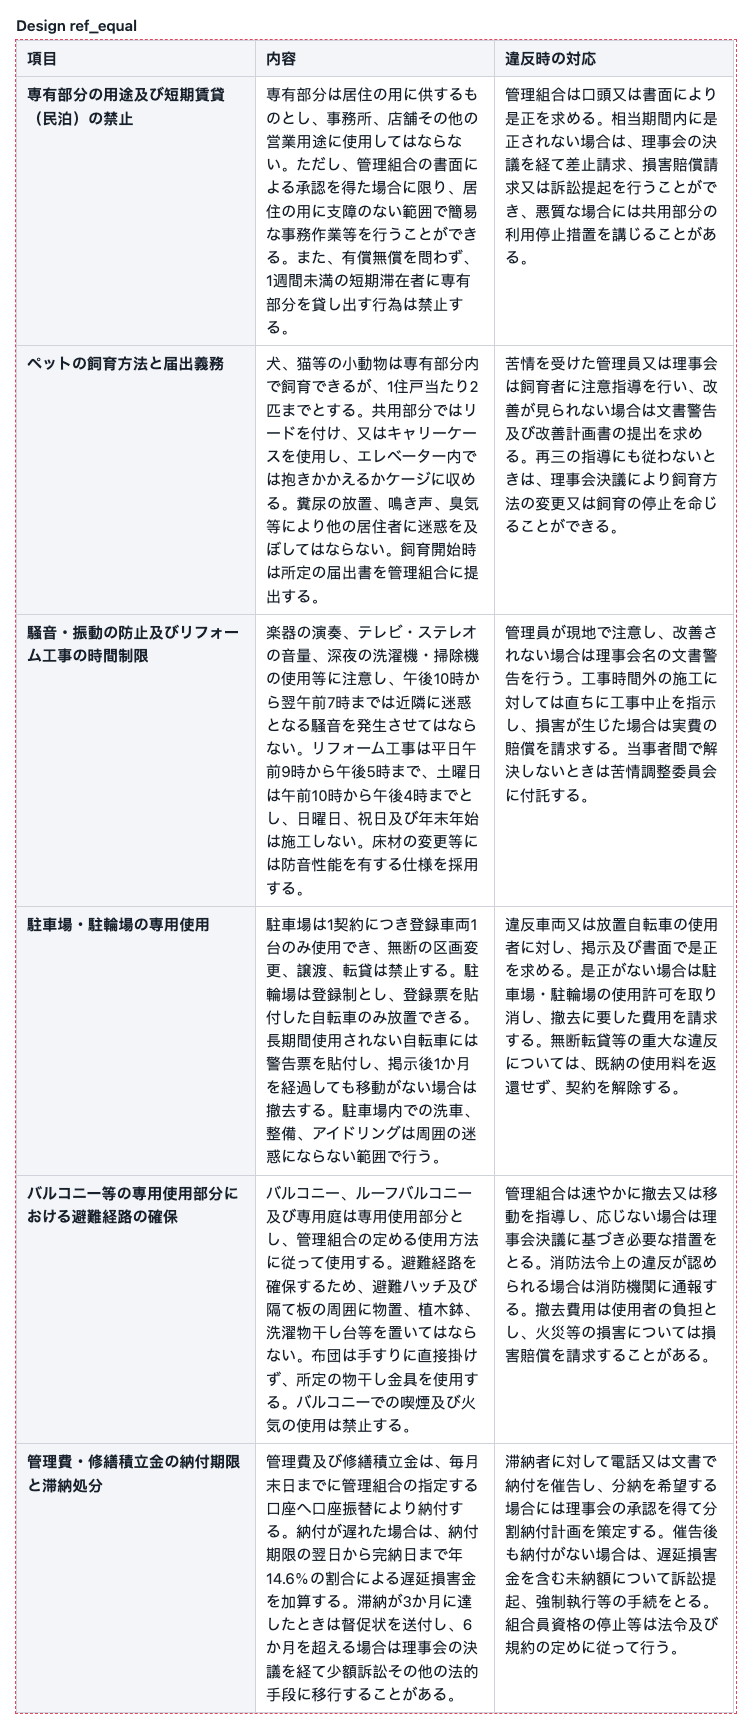 Design ref_equal
項目
内容
違反時の対応
専有部分の用途及び短期賃貸
（民泊）の禁止
専有部分は居住の用に供するも
のとし、事務所、店舗その他の
営業用途に使用してはならな
い。ただし、管理組合の書面に
よる承認を得た場合に限り、居
住の用に支障のない範囲で簡易
な事務作業等を行うことができ
る。また、有償無償を問わず、
1週間未満の短期滞在者に専有
部分を貸し出す行為は禁止す
る。
管理組合は口頭又は書面により
是正を求める。相当期間内に是
正されない場合は、理事会の決
議を経て差止請求、損害賠償請
求又は訴訟提起を行うことがで
き、悪質な場合には共用部分の
利用停止措置を講じることがあ
る。
ペットの飼育方法と届出義務
犬、猫等の小動物は専有部分内
で飼育できるが、1住戸当たり2
匹までとする。共用部分ではリ
ードを付け、又はキャリーケー
スを使用し、エレベーター内で
は抱きかかえるかケージに収め
る。糞尿の放置、鳴き声、臭気
等により他の居住者に迷惑を及
ぼしてはならない。飼育開始時
は所定の届出書を管理組合に提
出する。
苦情を受けた管理員又は理事会
は飼育者に注意指導を行い、改
善が見られない場合は文書警告
及び改善計画書の提出を求め
る。再三の指導にも従わないと
きは、理事会決議により飼育方
法の変更又は飼育の停止を命じ
ることができる。
騒音・振動の防止及びリフォー
ム工事の時間制限
楽器の演奏、テレビ・ステレオ
の音量、深夜の洗濯機・掃除機
の使用等に注意し、午後10時か
ら翌午前7時までは近隣に迷惑
となる騒音を発生させてはなら
ない。リフォーム工事は平日午
前9時から午後5時まで、土曜日
は午前10時から午後4時までと
し、日曜日、祝日及び年末年始
は施工しない。床材の変更等に
は防音性能を有する仕様を採用
する。
管理員が現地で注意し、改善さ
れない場合は理事会名の文書警
告を行う。工事時間外の施工に
対しては直ちに工事中止を指示
し、損害が生じた場合は実費の
賠償を請求する。当事者間で解
決しないときは苦情調整委員会
に付託する。
駐車場・駐輪場の専用使用
駐車場は1契約につき登録車両1
台のみ使用でき、無断の区画変
更、譲渡、転貸は禁止する。駐
輪場は登録制とし、登録票を貼
付した自転車のみ放置できる。
長期間使用されない自転車には
警告票を貼付し、掲示後1か月
を経過しても移動がない場合は
撤去する。駐車場内での洗車、
整備、アイドリングは周囲の迷
惑にならない範囲で行う。
違反車両又は放置自転車の使用
者に対し、掲示及び書面で是正
を求める。是正がない場合は駐
車場・駐輪場の使用許可を取り
消し、撤去に要した費用を請求
する。無断転貸等の重大な違反
については、既納の使用料を返
還せず、契約を解除する。
バルコニー等の専用使用部分に
おける避難経路の確保
バルコニー、ルーフバルコニー
及び専用庭は専用使用部分と
し、管理組合の定める使用方法
に従って使用する。避難経路を
確保するため、避難ハッチ及び
隔て板の周囲に物置、植木鉢、
洗濯物干し台等を置いてはなら
ない。布団は手すりに直接掛け
ず、所定の物干し金具を使用す
る。バルコニーでの喫煙及び火
気の使用は禁止する。
管理組合は速やかに撤去又は移
動を指導し、応じない場合は理
事会決議に基づき必要な措置を
とる。消防法令上の違反が認め
られる場合は消防機関に通報す
る。撤去費用は使用者の負担と
し、火災等の損害については損
害賠償を請求することがある。
管理費・修繕積立金の納付期限
と滞納処分
管理費及び修繕積立金は、毎月
末日までに管理組合の指定する
口座へ口座振替により納付す
る。納付が遅れた場合は、納付
期限の翌日から完納日まで年
14.6%の割合による遅延損害金
を加算する。滞納が3か月に達
したときは督促状を送付し、6
か月を超える場合は理事会の決
議を経て少額訴訟その他の法的
手段に移行することがある。
滞納者に対して電話又は文書で
納付を催告し、分納を希望する
場合には理事会の承認を得て分
割納付計画を策定する。催告後
も納付がない場合は、遅延損害
金を含む未納額について訴訟提
起、強制執行等の手続をとる。
組合員資格の停止等は法令及び
規約の定めに従って行う。